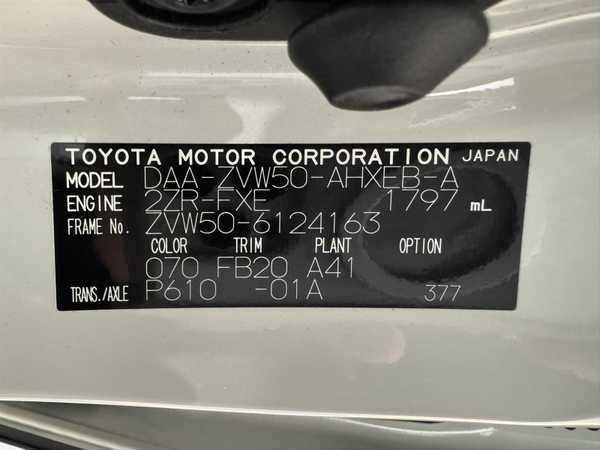 TOYOTA MOTOR CORPORATION JAPAN
MODEL DAA-ZVW50-AHXEB-A
ENGINE 2ZR-FXE 1797 mL
FRAME No. ZVW50-6124163
COLOR TRIM PLANT OPTION
070 FB20 A41
TRANS./AXLE P610 -01A 377